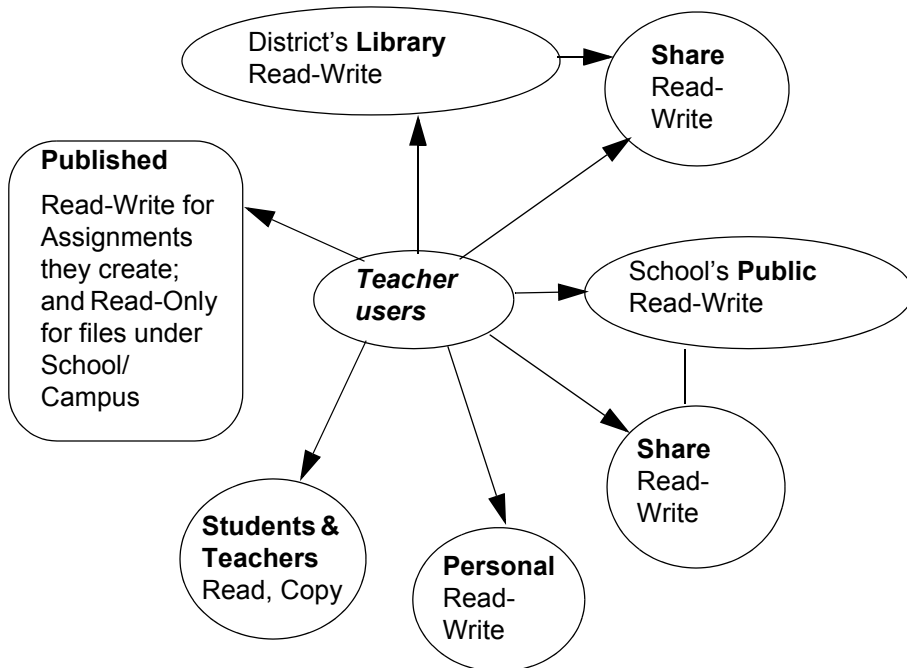 District's Library
Read-Write
Share
Read-
Write
Published
Read-Write for
Assignments
they create;
and Read-Only
for files under
School/
Campus
Teacher
users
School's Public
Read-Write
Share
Read-
Write
Students &
Teachers
Read, Copy
Personal
Read-
Write